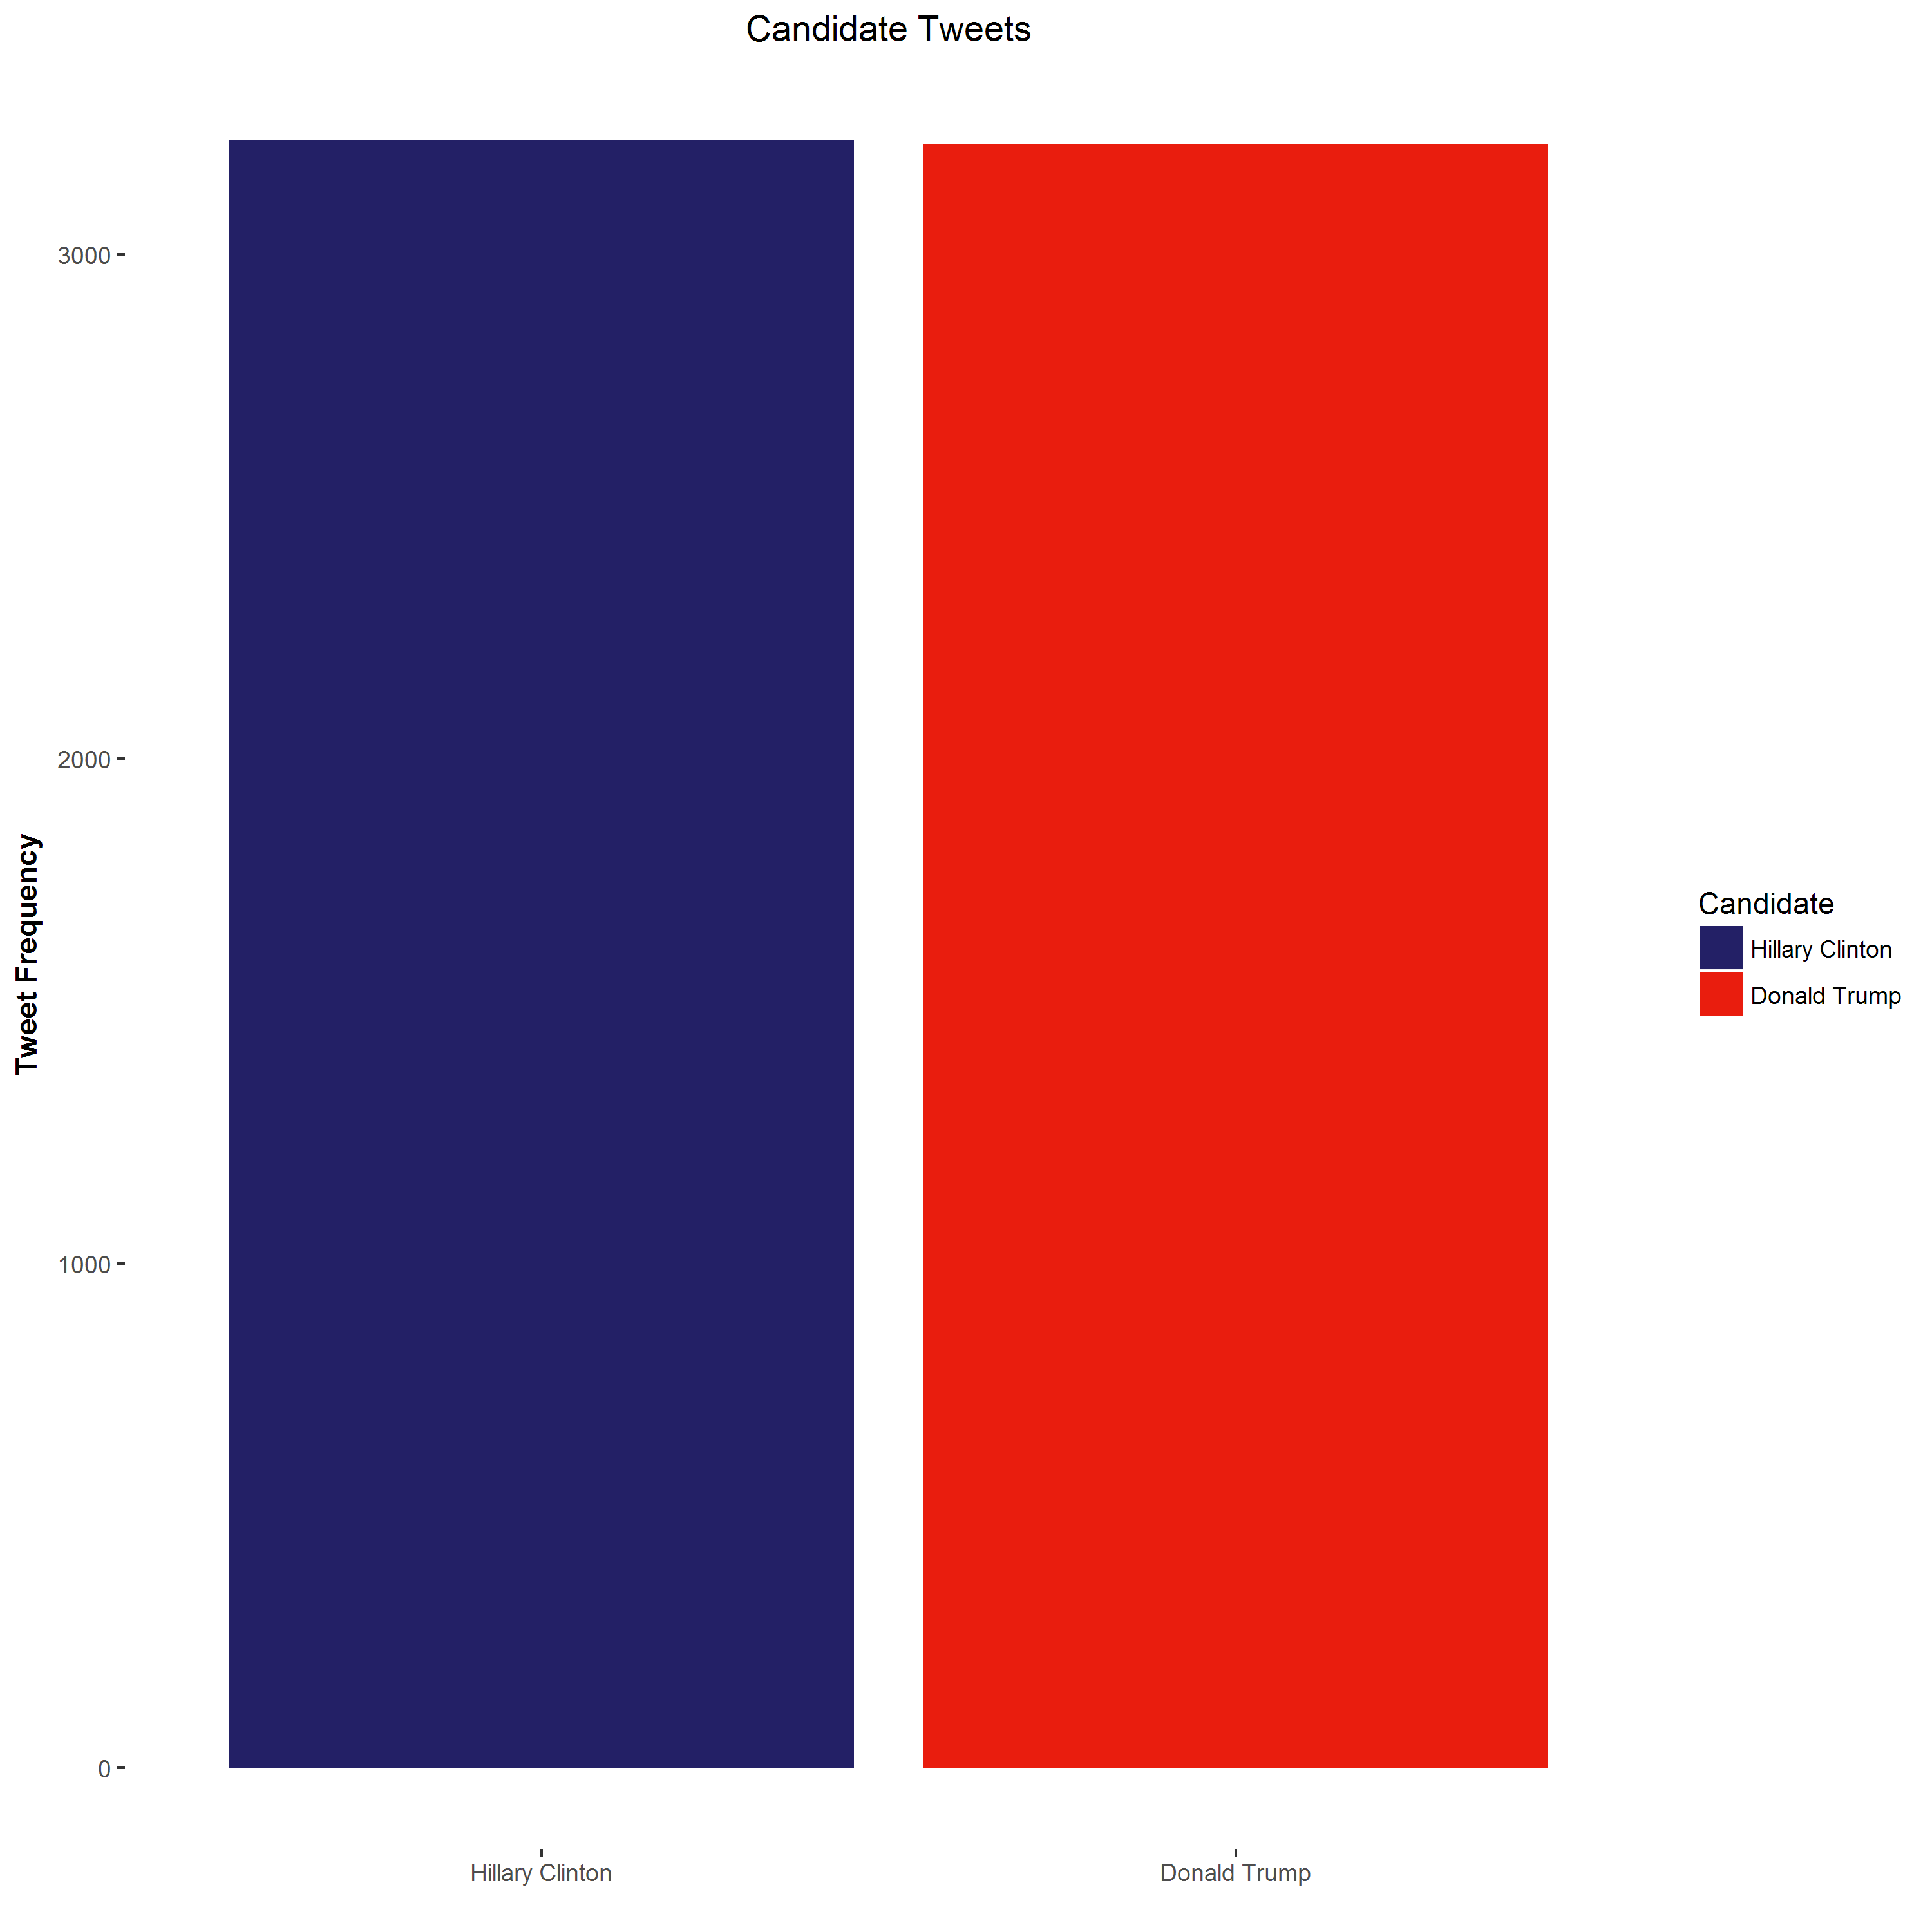 Candidate Tweets
3000
2000
1000
0
Tweet Frequency
Hillary Clinton
Donald Trump
Candidate
Hillary Clinton
Donald Trump